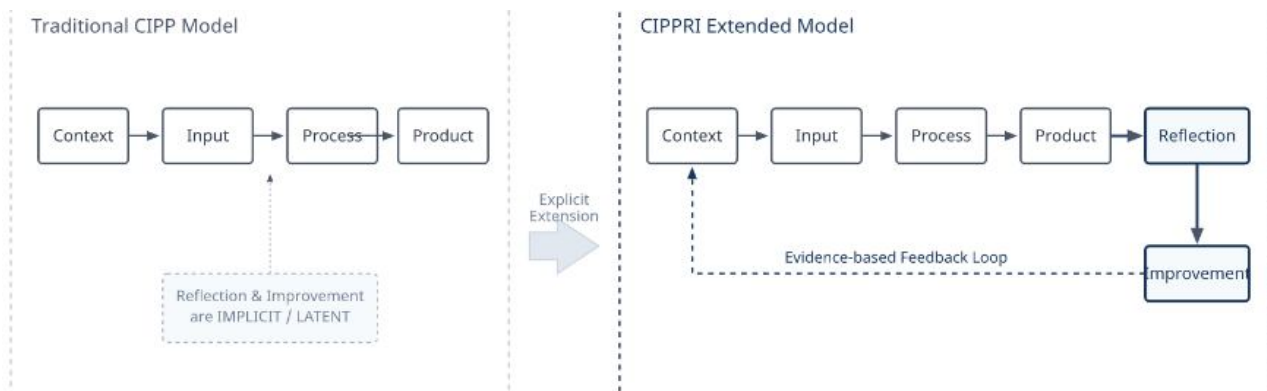 Traditional CIPP Model
Context
Input
Process
Product
Reflection & Improvement
are IMPLICIT / LATENT
Explicit
Extension
CIPPRI Extended Model
Context
Input
Process
Product
Reflection
Evidence-based Feedback Loop
Improvement